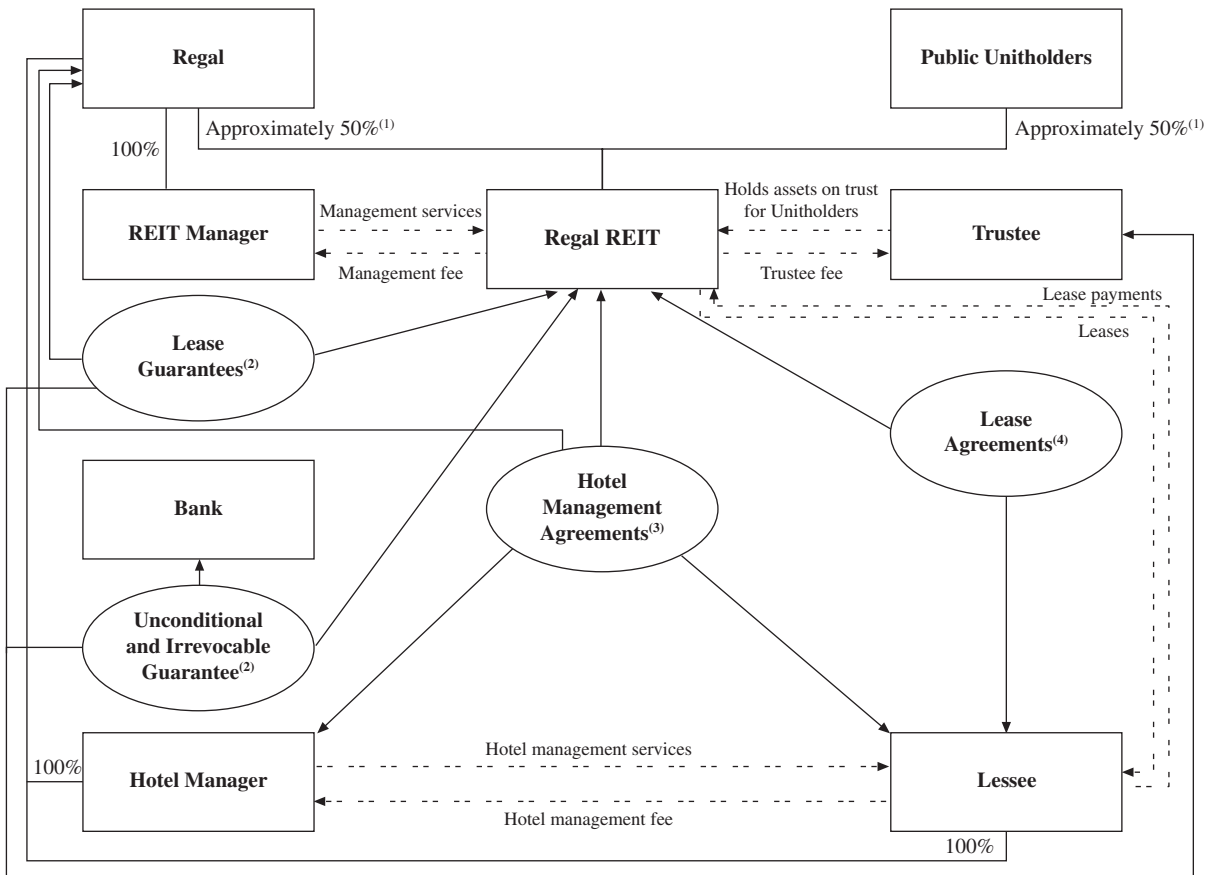 Regal
Public Unitholders
Approximately 50%(1)
Approximately 50%(1)
100%
REIT Manager
Management services
Management fee
Regal REIT
Holds assets on trust
for Unitholders
Trustee fee
Trustee
Lease payments
Leases
Lease
Guarantees(2)
Lease
Agreements(4)
Bank
Hotel
Management
Agreements(3)
Unconditional
and Irrevocable
Guarantee(2)
100%
Hotel Manager
Hotel management services
Hotel management fee
Lessee
100%